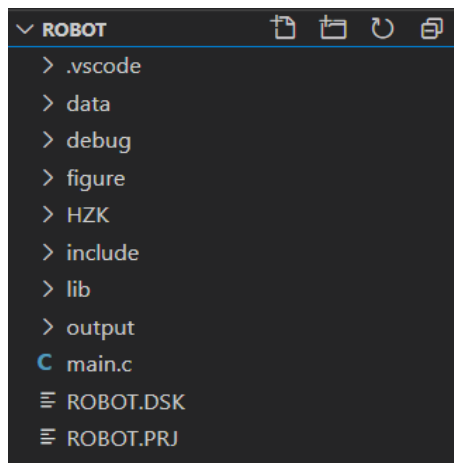 ROBOT
.vscode
data
debug
figure
HZK
include
lib
output
C main.c
ROBOT.DSK
ROBOT.PRJ